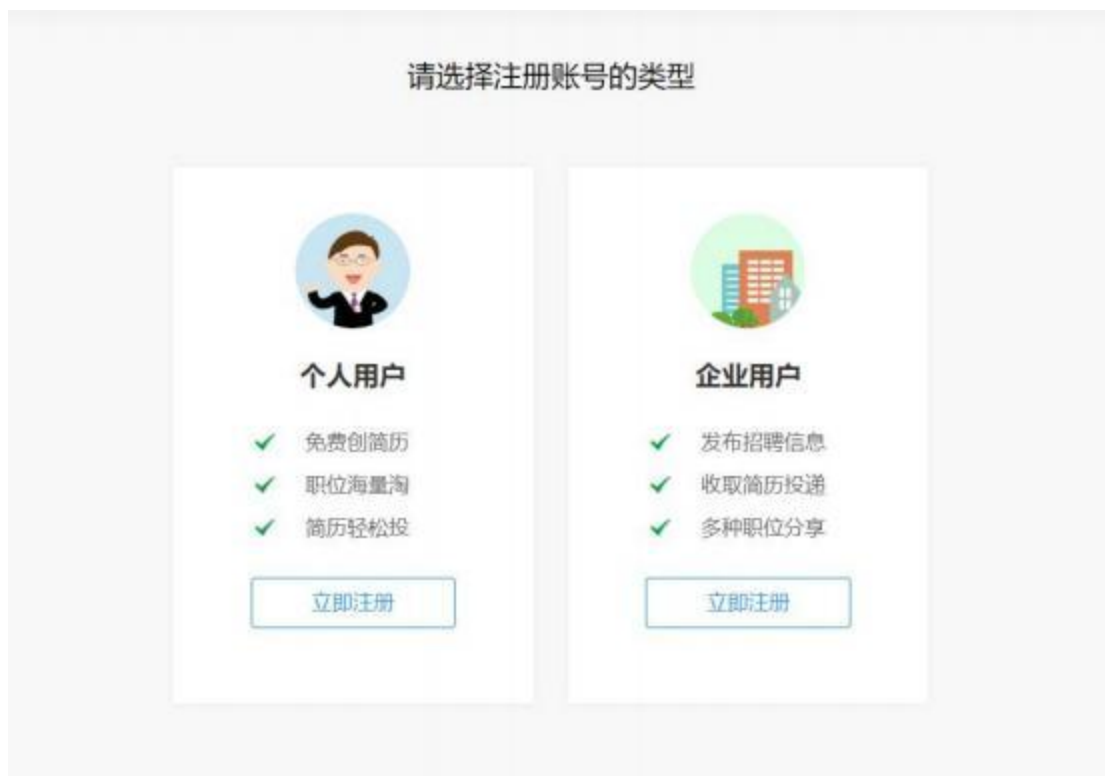 请选择注册账号的类型
个人用户
免费创简历
职位海量淘
简历轻松投
立即注册
企业用户
发布招聘信息
收取简历投递
多种职位分享
立即注册